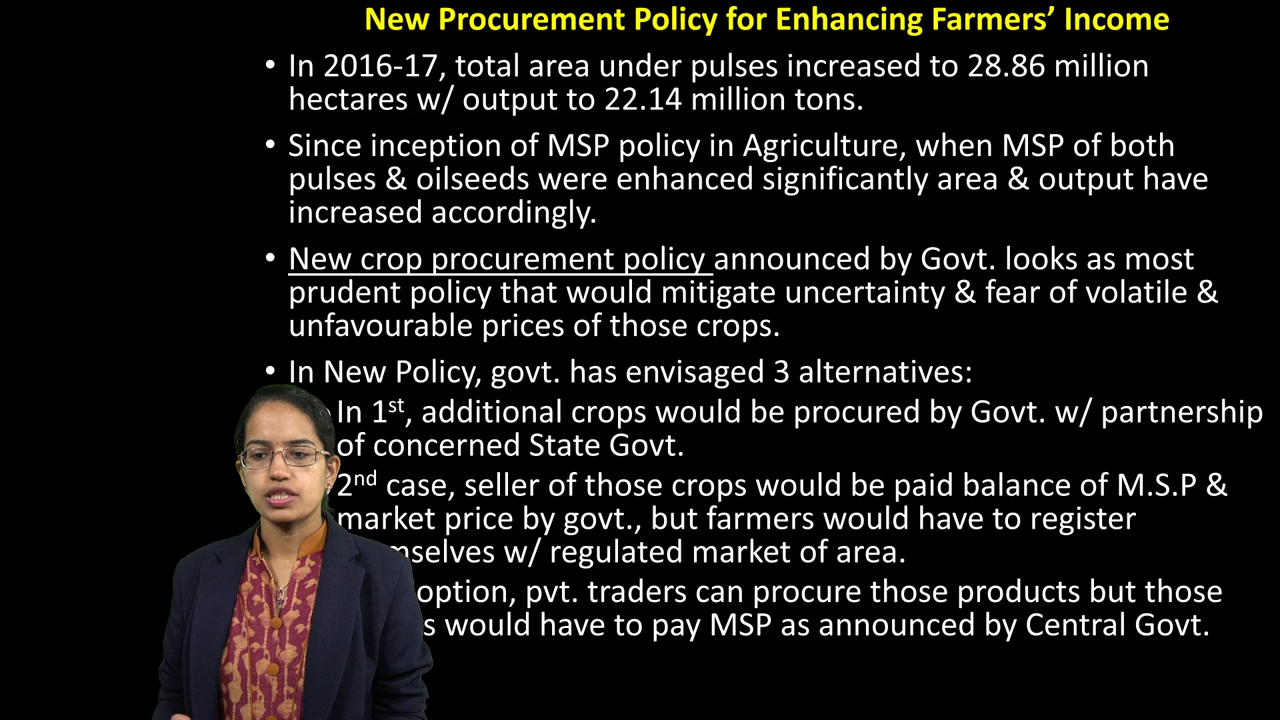 New Procurement Policy for Enhancing Farmers' Income
• In 2016-17, total area under pulses increased to 28.86 million
hectares w/ output to 22.14 million tons.
• Since inception of MSP policy in Agriculture, when MSP of both
pulses & oilseeds were enhanced significantly area & output have
increased accordingly.
• New crop procurement policy announced by Govt. looks as most
prudent policy that would mitigate uncertainty & fear of volatile &
unfavourable prices of those crops.
• In New Policy, govt. has envisaged 3 alternatives:
In 1st, additional crops would be procured by Govt. w/ partnership
of concerned State Govt.
2nd case, seller of those crops would be paid balance of M.S.P &
market price by govt., but farmers would have to register
w/ regulated market of area.
option, pvt. traders can procure those products but those
would have to pay MSP as announced by Central Govt.